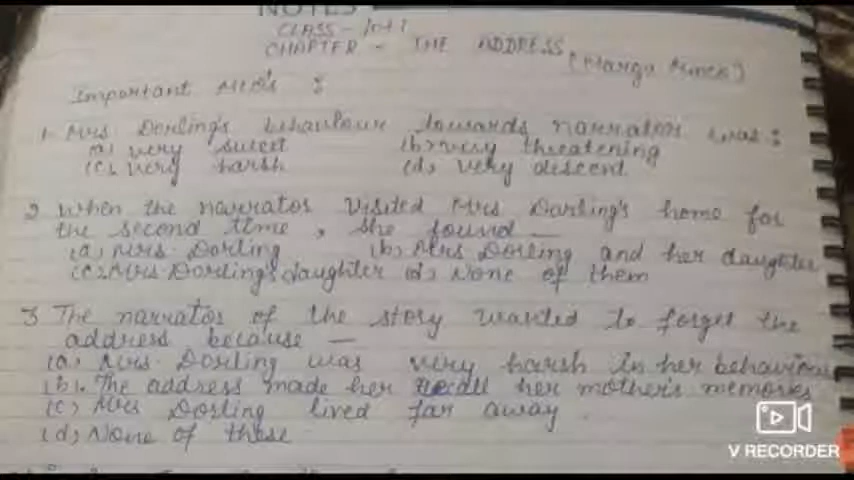 NOTES
CLASS - 10+1
CHAPTER - THE ADDRESS
(Marga Minco)
Important MCQ's :
1. Mrs Dorling's behaviour towards narrator was:
(a) very sweet (b) very threatening
(c) very harsh (d) very descent
2 When the narrator visited Mrs Dorling's home for
the second time, she found —
(a) Mrs. Dorling (b) Mrs Dorling and her daughter
(c) Mrs. Dorling's daughter (d) None of them
3 The narrator of the story wanted to forget the
address because —
(a) Mrs. Dorling was very harsh in her behaviour
(b). The address made her recall her mother's memories
(c) Mrs Dorling lived far away.
(d) None of these
V RECORDER